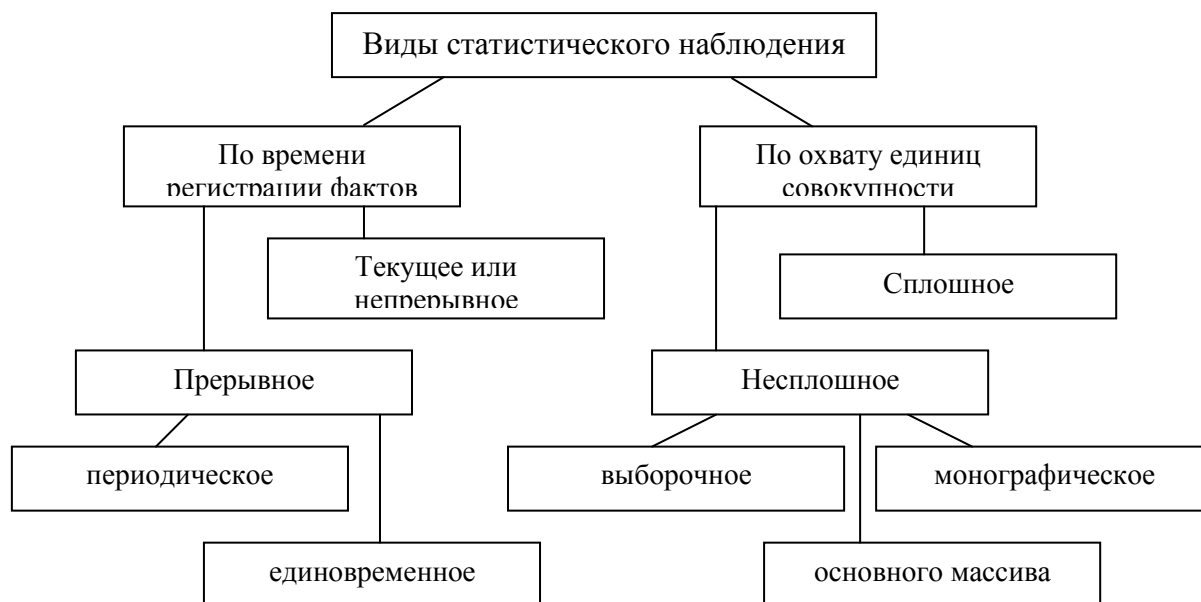 Виды статистического наблюдения
По времени
регистрации фактов
По охвату единиц
совокупности
Текущее или
непрерывное
Сплошное
Прерывное
Несплошное
периодическое
выборочное
монографическое
единовременное
основного массива